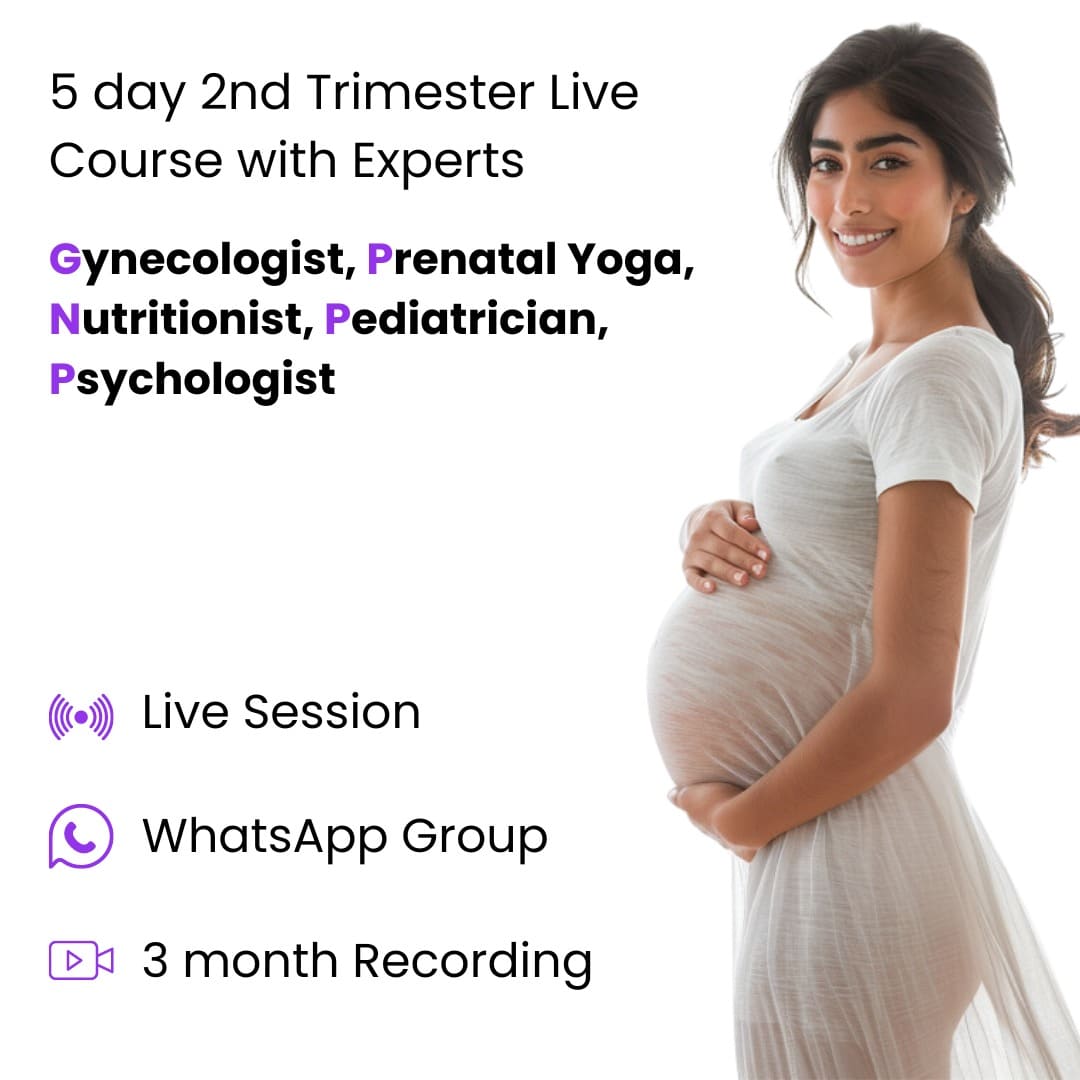 5 day 2nd Trimester Live
Course with Experts
Gynecologist, Prenatal Yoga,
Nutritionist, Pediatrician,
Psychologist
Live Session
WhatsApp Group
3 month Recording